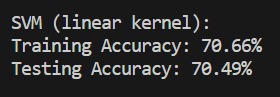 SVM (linear kernel):
Training Accuracy: 70.66%
Testing Accuracy: 70.49%